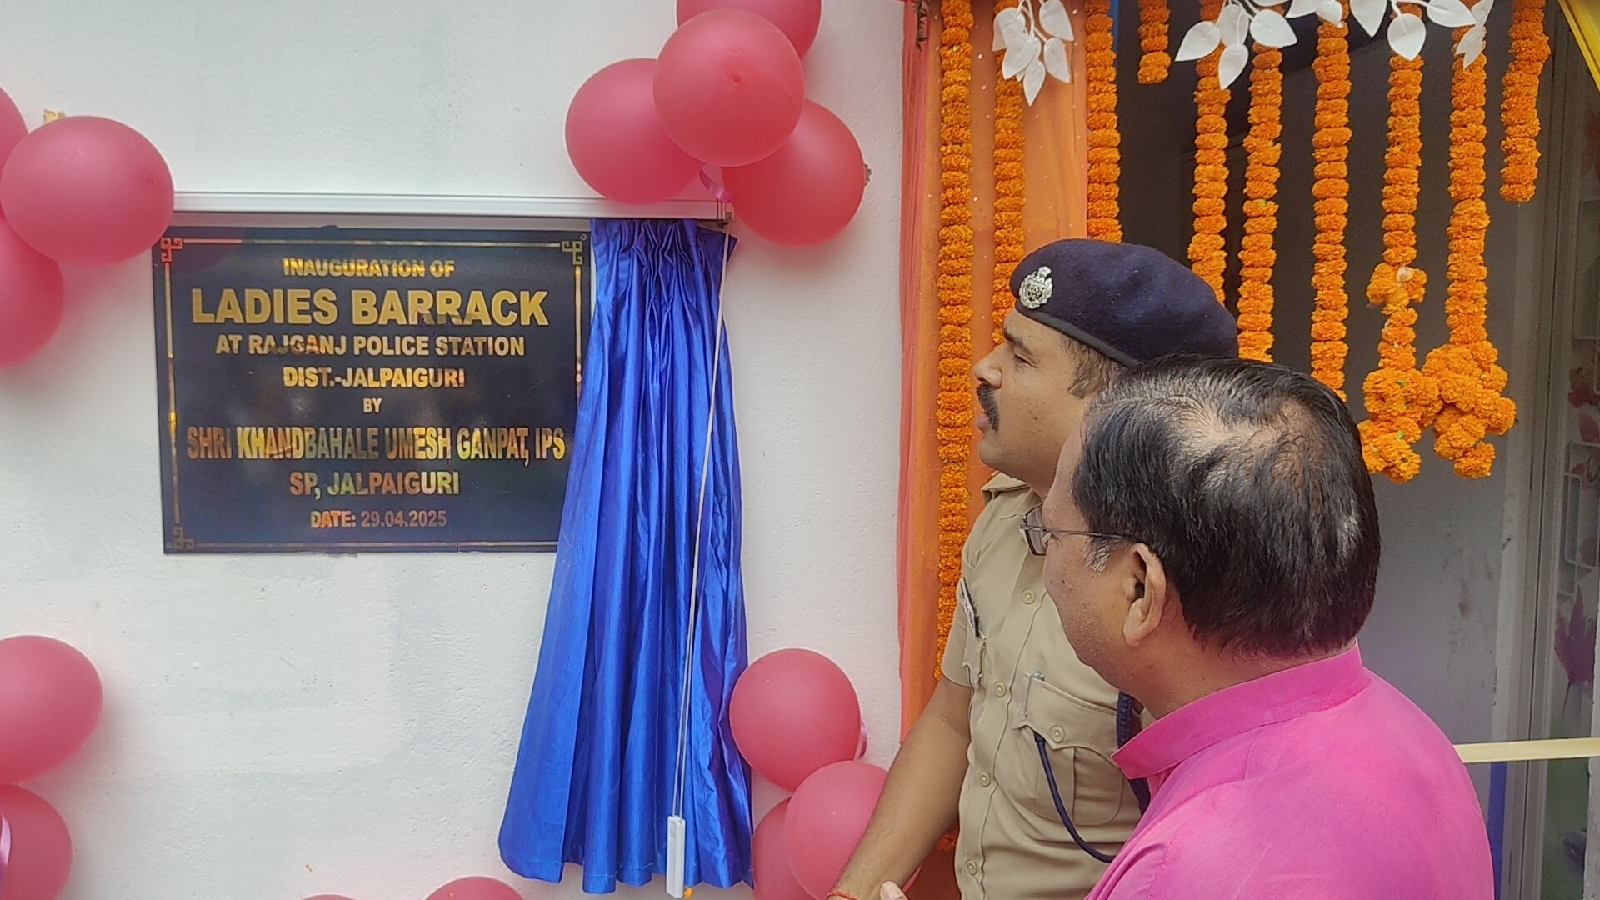 INAUGURATION OF
LADIES BARRACK
AT RAJGANJ POLICE STATION
DIST.-JALPAIGURI
BY
SHRI KHANDBAHALE UMESH GANPAT, IPS
SP, JALPAIGURI
DATE: 29.04.2025